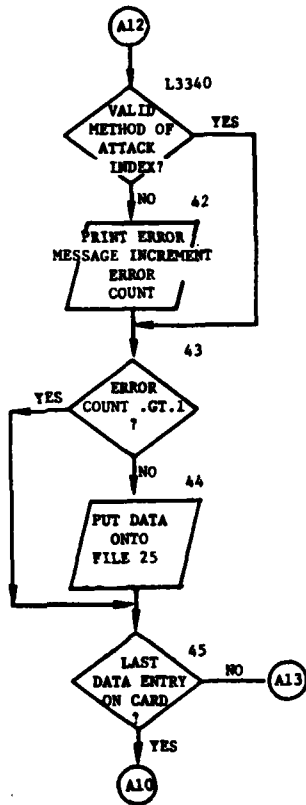 A12
L3340
VALID
METHOD OF
ATTACK
INDEX?
YES
NO
42
PRINT ERROR
MESSAGE INCREMENT
ERROR
COUNT
43
ERROR
COUNT .GT.1
?
YES
NO
44
PUT DATA
ONTO
FILE 25
45
LAST
DATA ENTRY
ON CARD
?
NO
A13
YES
A10